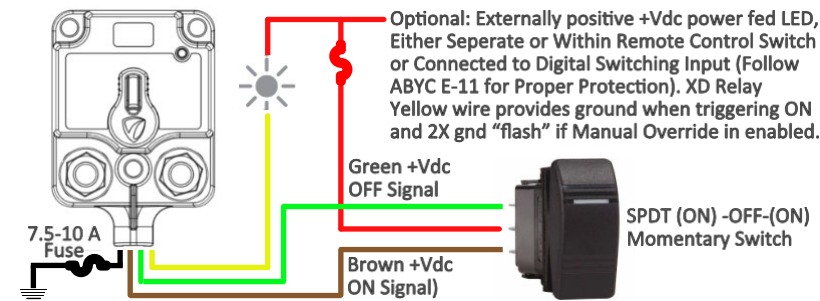 Optional: Externally positive +Vdc power fed LED,
Either Seperate or Within Remote Control Switch
or Connected to Digital Switching Input (Follow
ABYC E-11 for Proper Protection). XD Relay
Yellow wire provides ground when triggering ON
and 2X gnd “flash” if Manual Override in enabled.
Green +Vdc
OFF Signal
SPDT (ON) -OFF-(ON)
Momentary Switch
7.5-10 A
Fuse
Brown +Vdc
ON Signal)